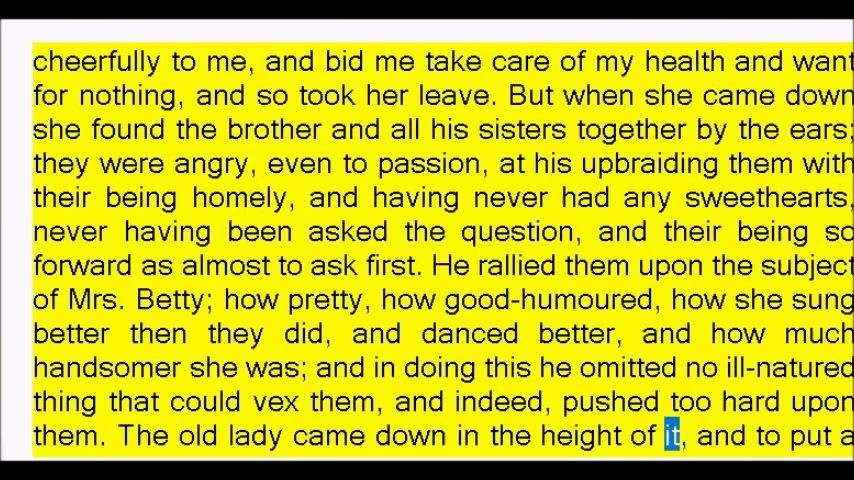 cheerfully to me, and bid me take care of my health and want
for nothing, and so took her leave. But when she came down
she found the brother and all his sisters together by the ears;
they were angry, even to passion, at his upbraiding them with
their being homely, and having never had any sweethearts,
never having been asked the question, and their being so
forward as almost to ask first. He rallied them upon the subject
of Mrs. Betty; how pretty, how good-humoured, how she sung
better then they did, and danced better, and how much
handsomer she was; and in doing this he omitted no ill-natured
thing that could vex them, and indeed, pushed too hard upon
them. The old lady came down in the height of it, and to put a